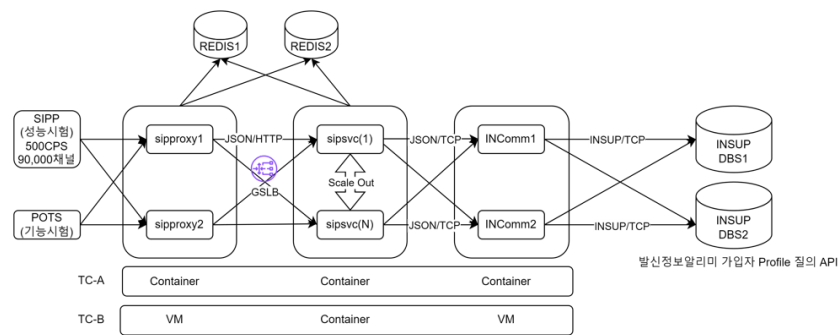 REDIS1
REDIS2
SIPP
(성능시험)
500CPS
90,000채널
sipproxy1
JSON/HTTP
sipsvc(1)
JSON/TCP
INComm1
INSUP/TCP
INSUP
DBS1
GSLB
Scale Out
POTS
(기능시험)
sipproxy2
sipsvc(N)
JSON/TCP
INComm2
INSUP/TCP
INSUP
DBS2
발신정보알리미 가입자 Profile 질의 API
TC-A
Container
Container
Container
TC-B
VM
Container
VM